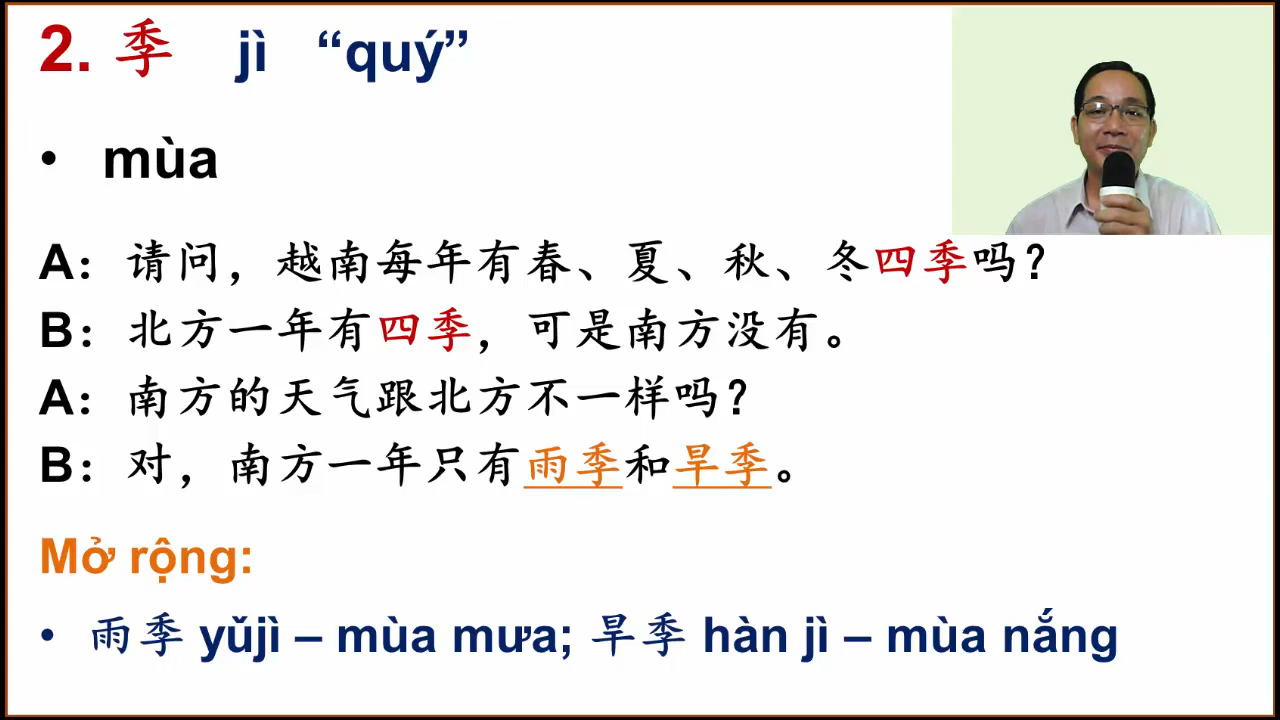 2. 季 jì “quý”
• mùa
A：请问，越南每年有春、夏、秋、冬四季吗？
B：北方一年有四季，可是南方没有。
A：南方的天气跟北方不一样吗？
B：对，南方一年只有雨季和旱季。
Mở rộng:
• 雨季 yǔjì – mùa mưa; 旱季 hàn jì – mùa nắng